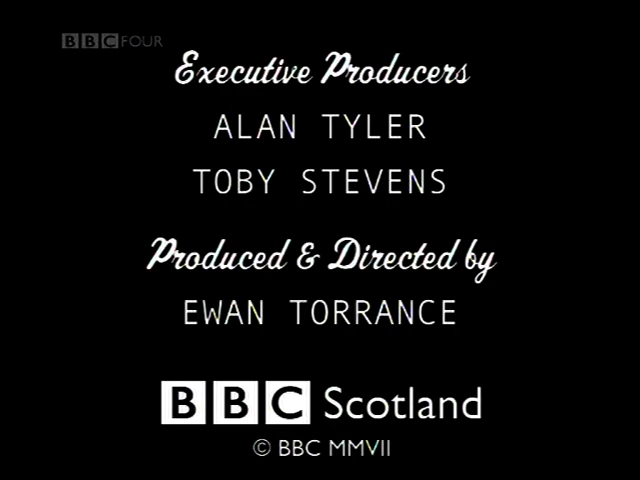 BBC FOUR
Executive Producers
ALAN TYLER
TOBY STEVENS
Produced & Directed by
EWAN TORRANCE
BBC Scotland
© BBC MMVII